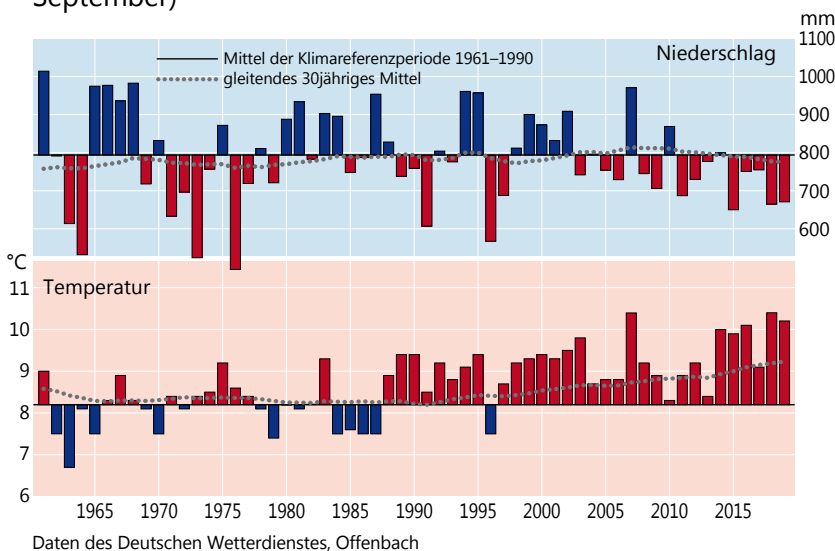 September)
mm
1100
Mittel der Klimareferenzperiode 1961–1990
Niederschlag
gleitendes 30jähriges Mittel
1000
900
800
700
600
°C
Temperatur
11
10
9
8
7
6
1965 1970 1975 1980 1985 1990 1995 2000 2005 2010 2015
Daten des Deutschen Wetterdienstes, Offenbach